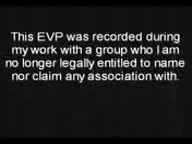 This EVP was recorded during
my work with a group who I am
no longer legally entitled to name
nor claim any association with.